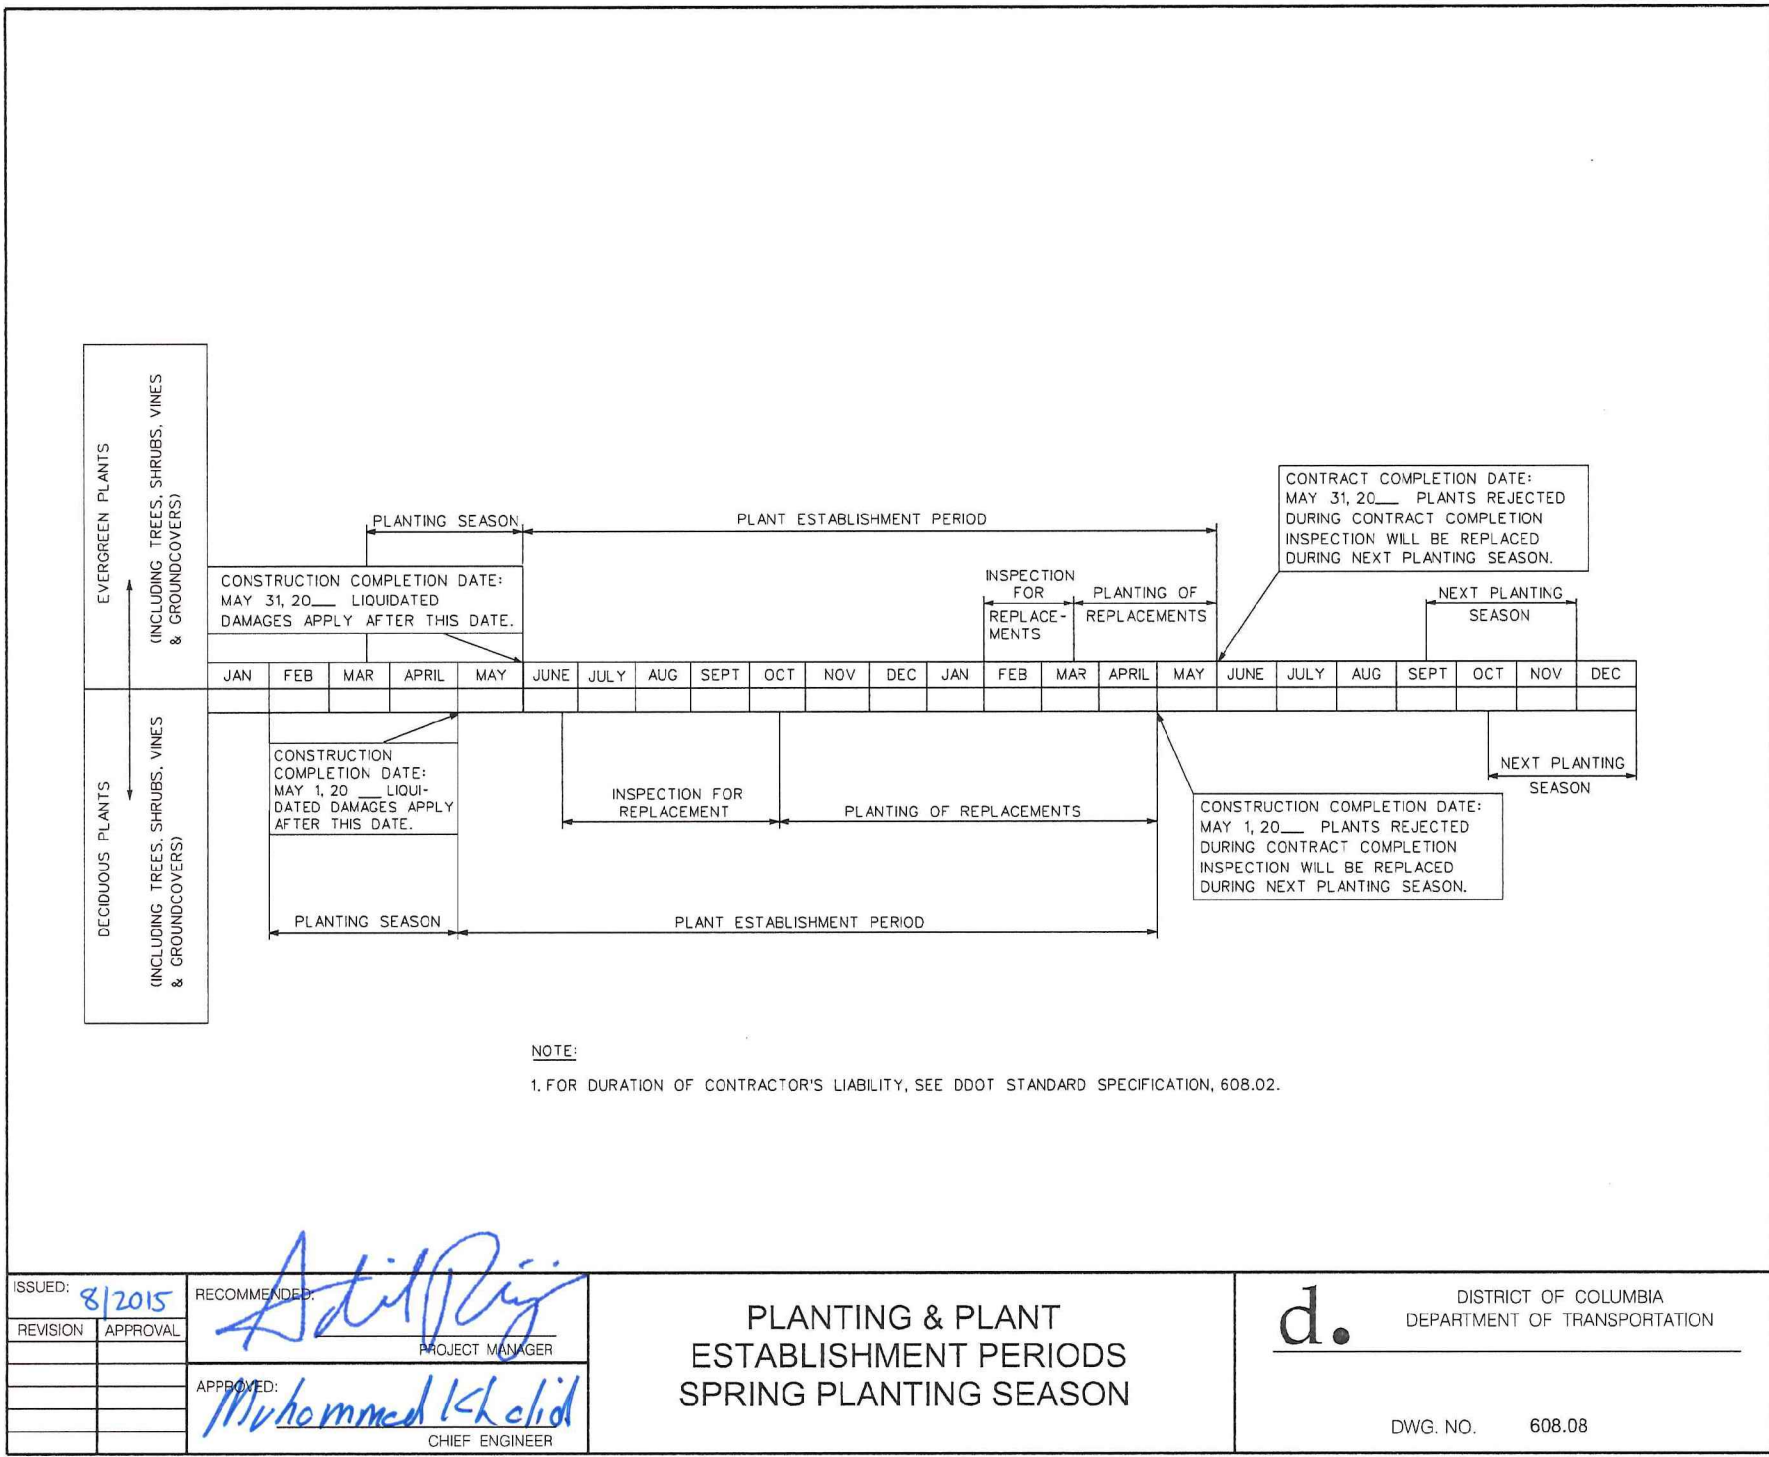 EVERGREEN PLANTS
(INCLUDING TREES, SHRUBS, VINES
& GROUNDCOVERS)
DECIDUOUS PLANTS
(INCLUDING TREES, SHRUBS, VINES
& GROUNDCOVERS)
PLANTING SEASON
PLANT ESTABLISHMENT PERIOD
CONTRACT COMPLETION DATE:
MAY 31, 20___ PLANTS REJECTED
DURING CONTRACT COMPLETION
INSPECTION WILL BE REPLACED
DURING NEXT PLANTING SEASON.
CONSTRUCTION COMPLETION DATE:
MAY 31, 20___ LIQUIDATED
DAMAGES APPLY AFTER THIS DATE.
INSPECTION
FOR
REPLACE-
MENTS
PLANTING OF
REPLACEMENTS
NEXT PLANTING
SEASON
JAN FEB MAR APRIL MAY JUNE JULY AUG SEPT OCT NOV DEC JAN FEB MAR APRIL MAY JUNE JULY AUG SEPT OCT NOV DEC
CONSTRUCTION
COMPLETION DATE:
MAY 1, 20 ___ LIQUI-
DATED DAMAGES APPLY
AFTER THIS DATE.
INSPECTION FOR
REPLACEMENT
PLANTING OF REPLACEMENTS
NEXT PLANTING
SEASON
CONSTRUCTION COMPLETION DATE:
MAY 1, 20___ PLANTS REJECTED
DURING CONTRACT COMPLETION
INSPECTION WILL BE REPLACED
DURING NEXT PLANTING SEASON.
PLANTING SEASON
PLANT ESTABLISHMENT PERIOD
NOTE:
1. FOR DURATION OF CONTRACTOR'S LIABILITY, SEE DDOT STANDARD SPECIFICATION, 608.02.
ISSUED: 8/2015
REVISION APPROVAL
RECOMMENDED:
PROJECT MANAGER
APPROVED:
Muhommed Khalid
CHIEF ENGINEER
PLANTING & PLANT
ESTABLISHMENT PERIODS
SPRING PLANTING SEASON
d.
DISTRICT OF COLUMBIA
DEPARTMENT OF TRANSPORTATION
DWG. NO. 608.08